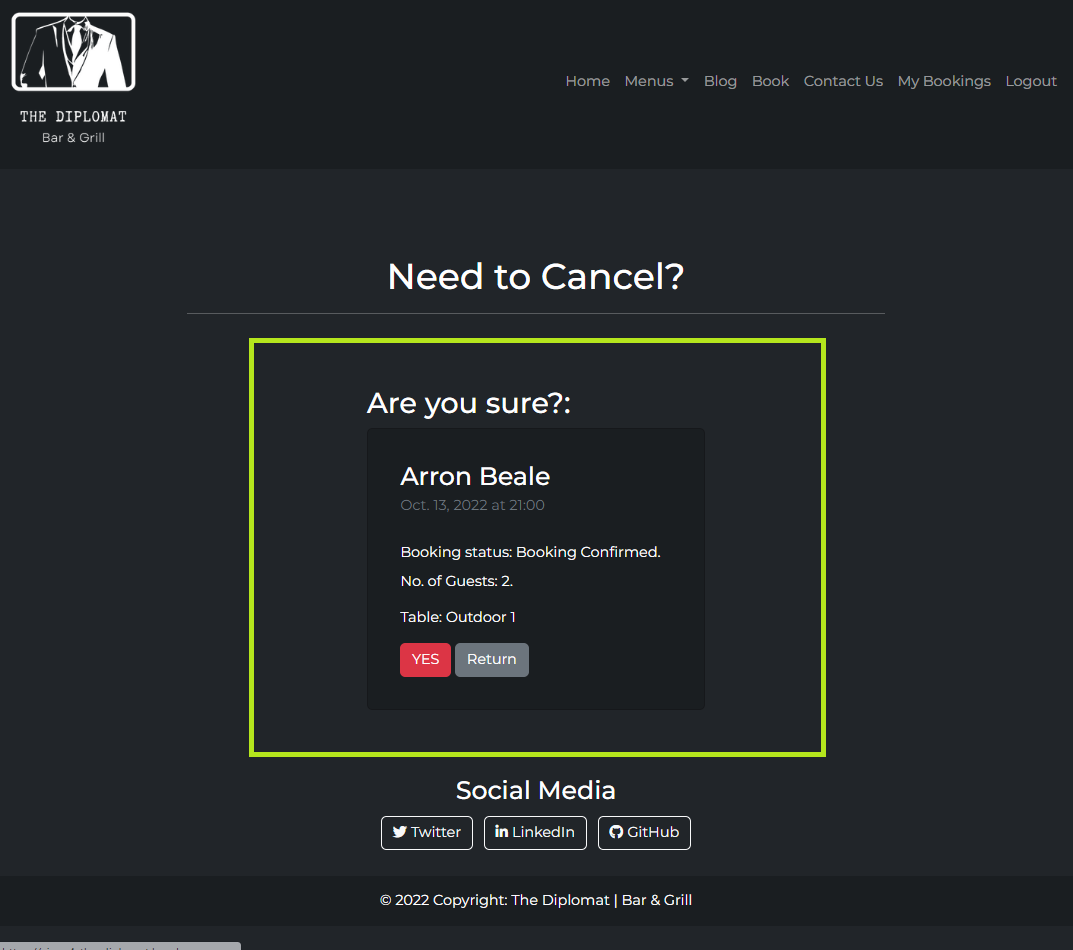 THE DIPLOMAT
Bar & Grill
Home Menus Blog Book Contact Us My Bookings Logout
Need to Cancel?
Are you sure?:
Arron Beale
Oct. 13, 2022 at 21:00
Booking status: Booking Confirmed.
No. of Guests: 2.
Table: Outdoor 1
YES Return
Social Media
Twitter LinkedIn GitHub
© 2022 Copyright: The Diplomat | Bar & Grill